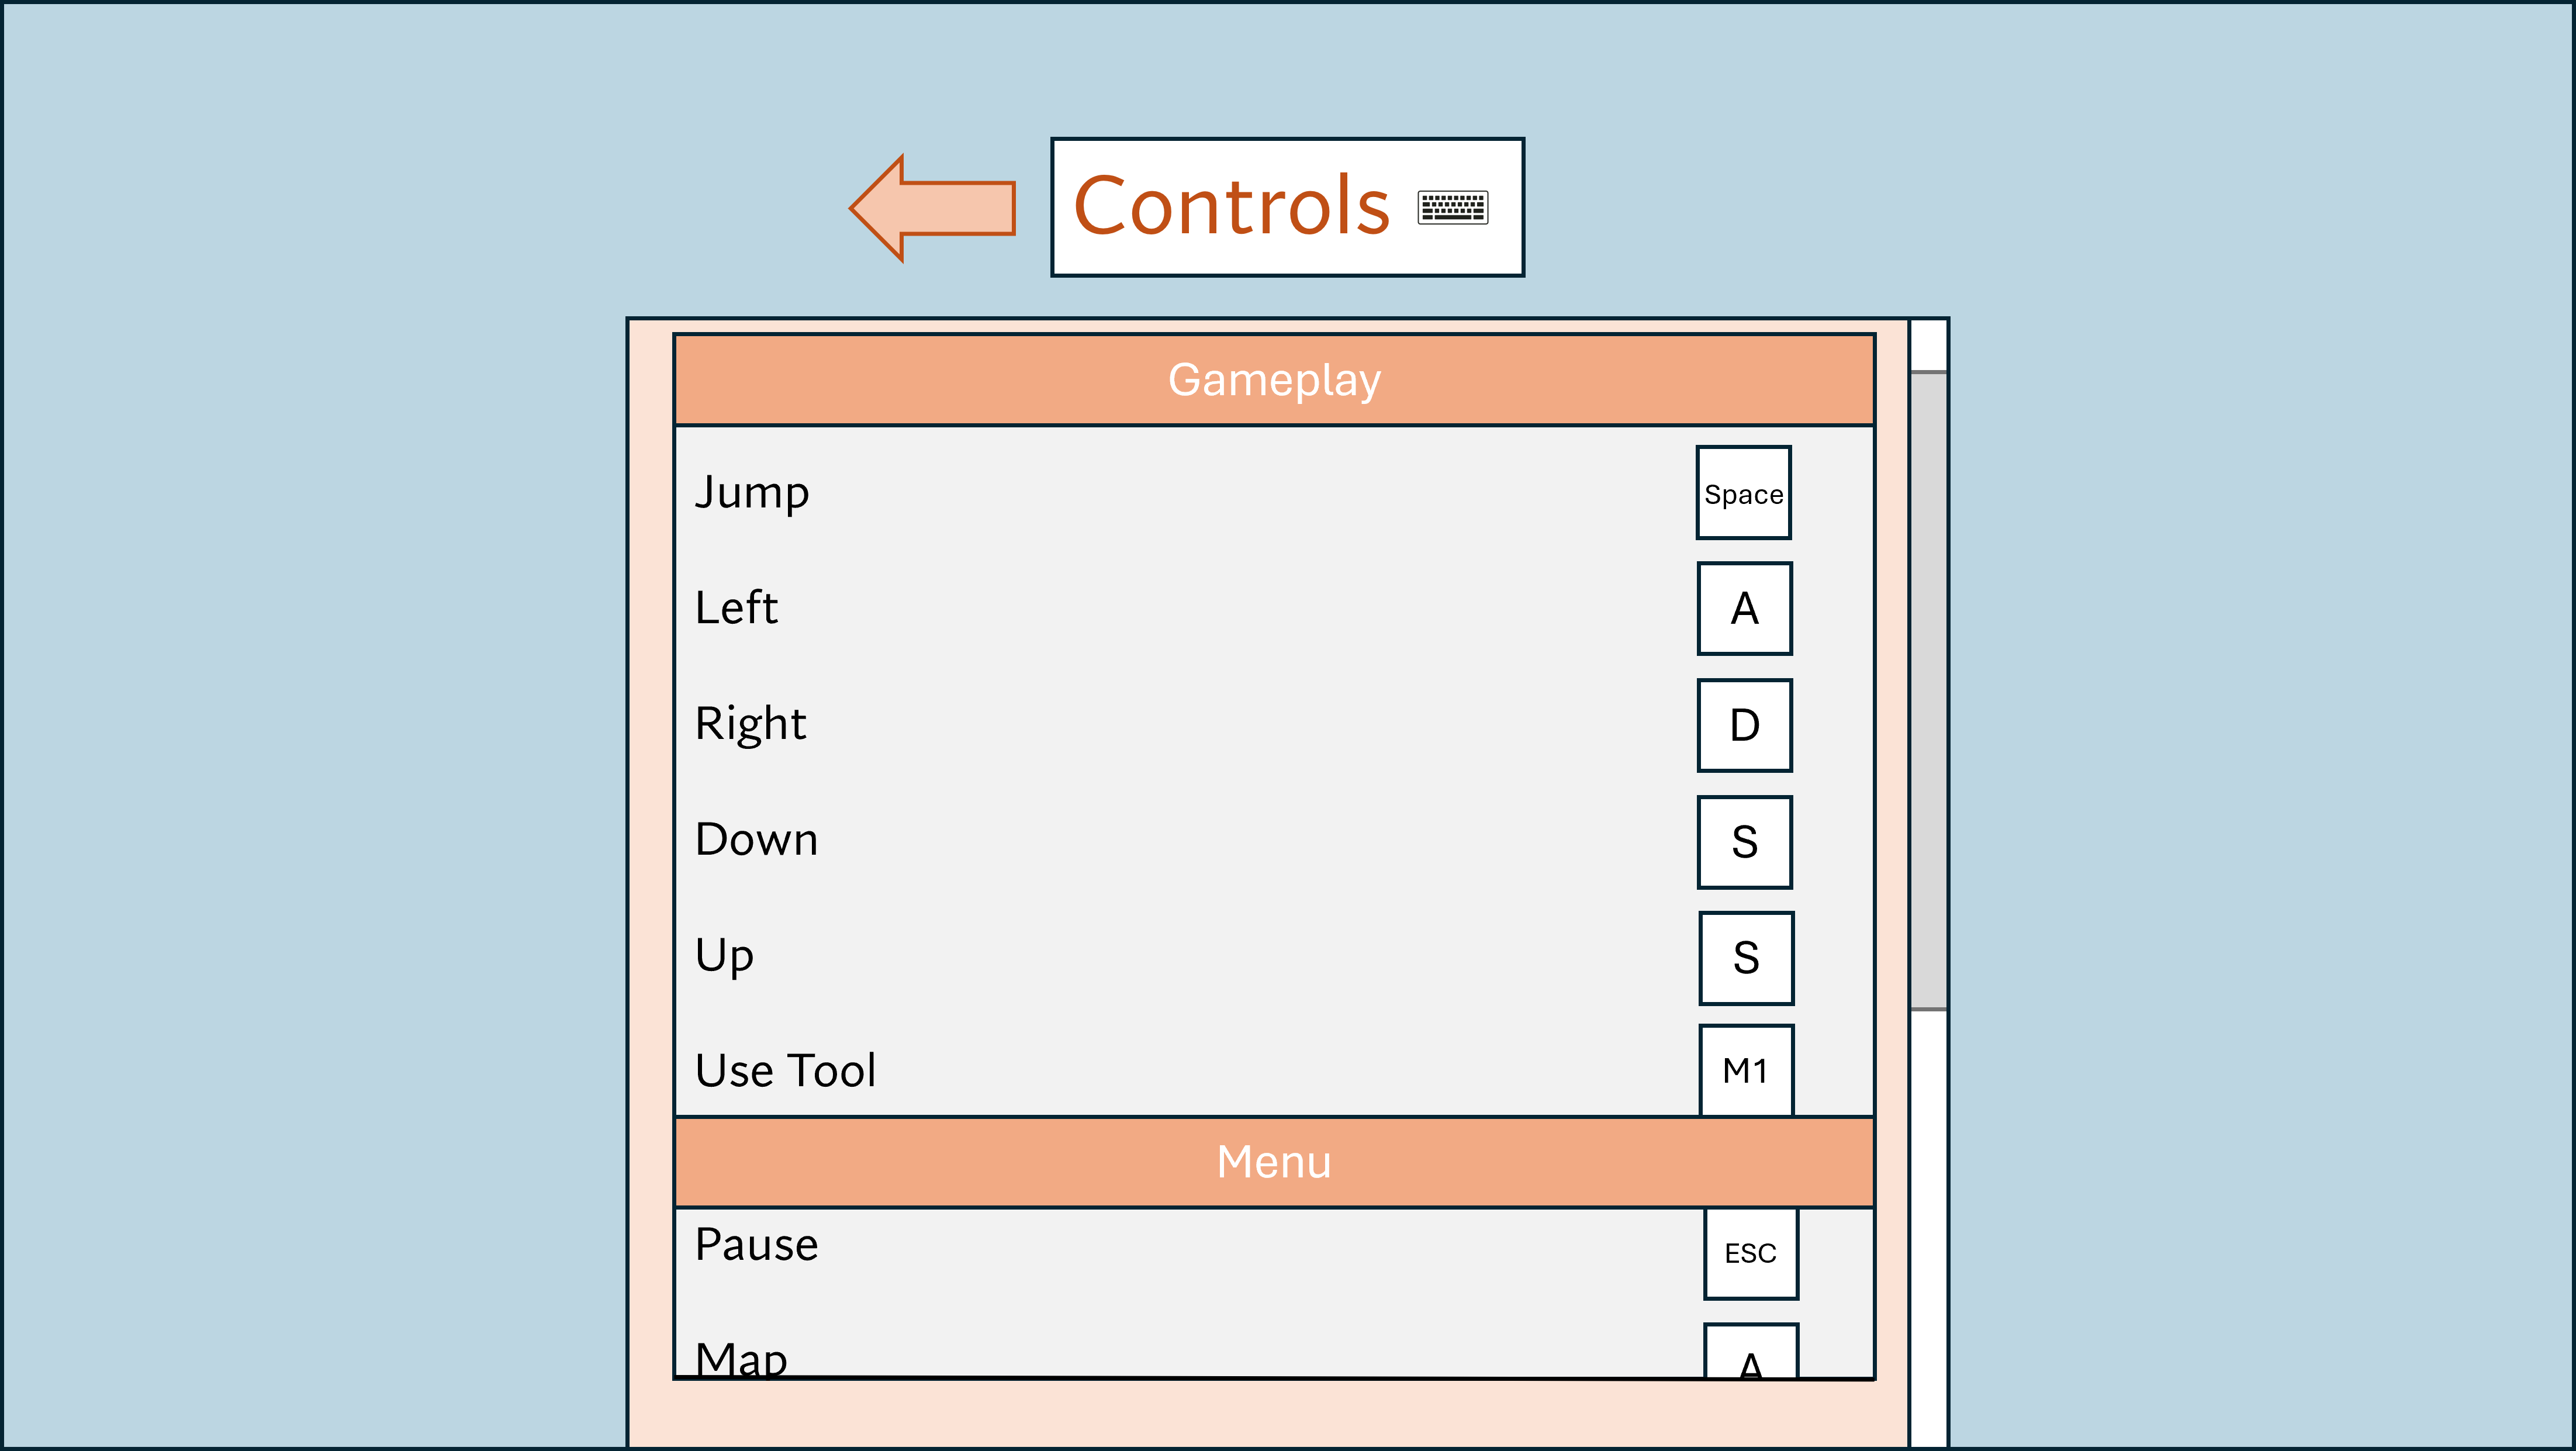 Controls
Gameplay
Jump Space
Left A
Right D
Down S
Up S
Use Tool M1
Menu
Pause ESC
Map A